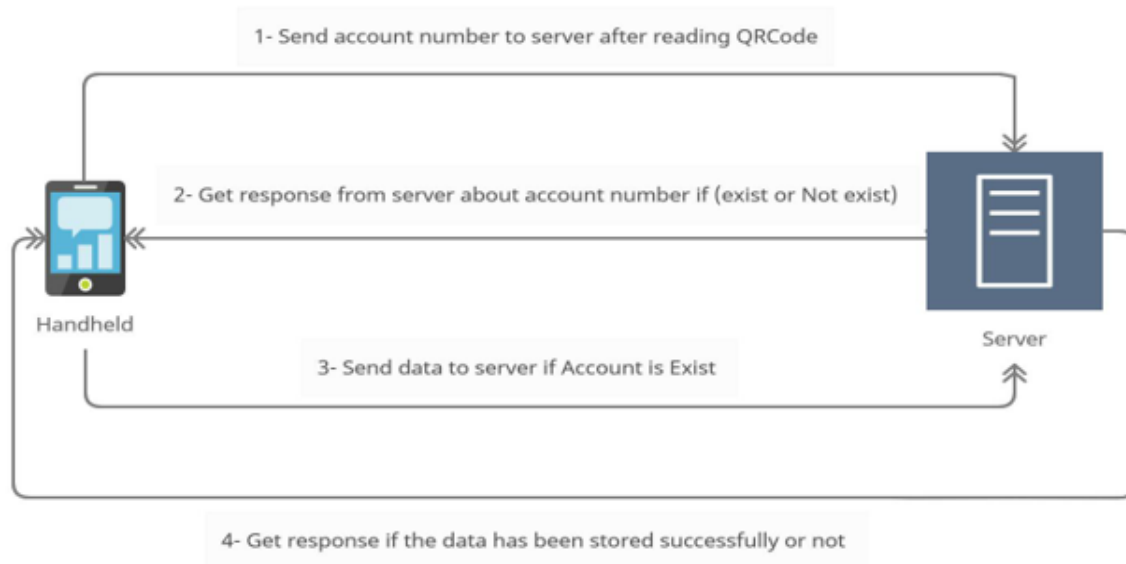 1- Send account number to server after reading QRCode
2- Get response from server about account number if (exist or Not exist)
Handheld
Server
3- Send data to server if Account is Exist
4- Get response if the data has been stored successfully or not